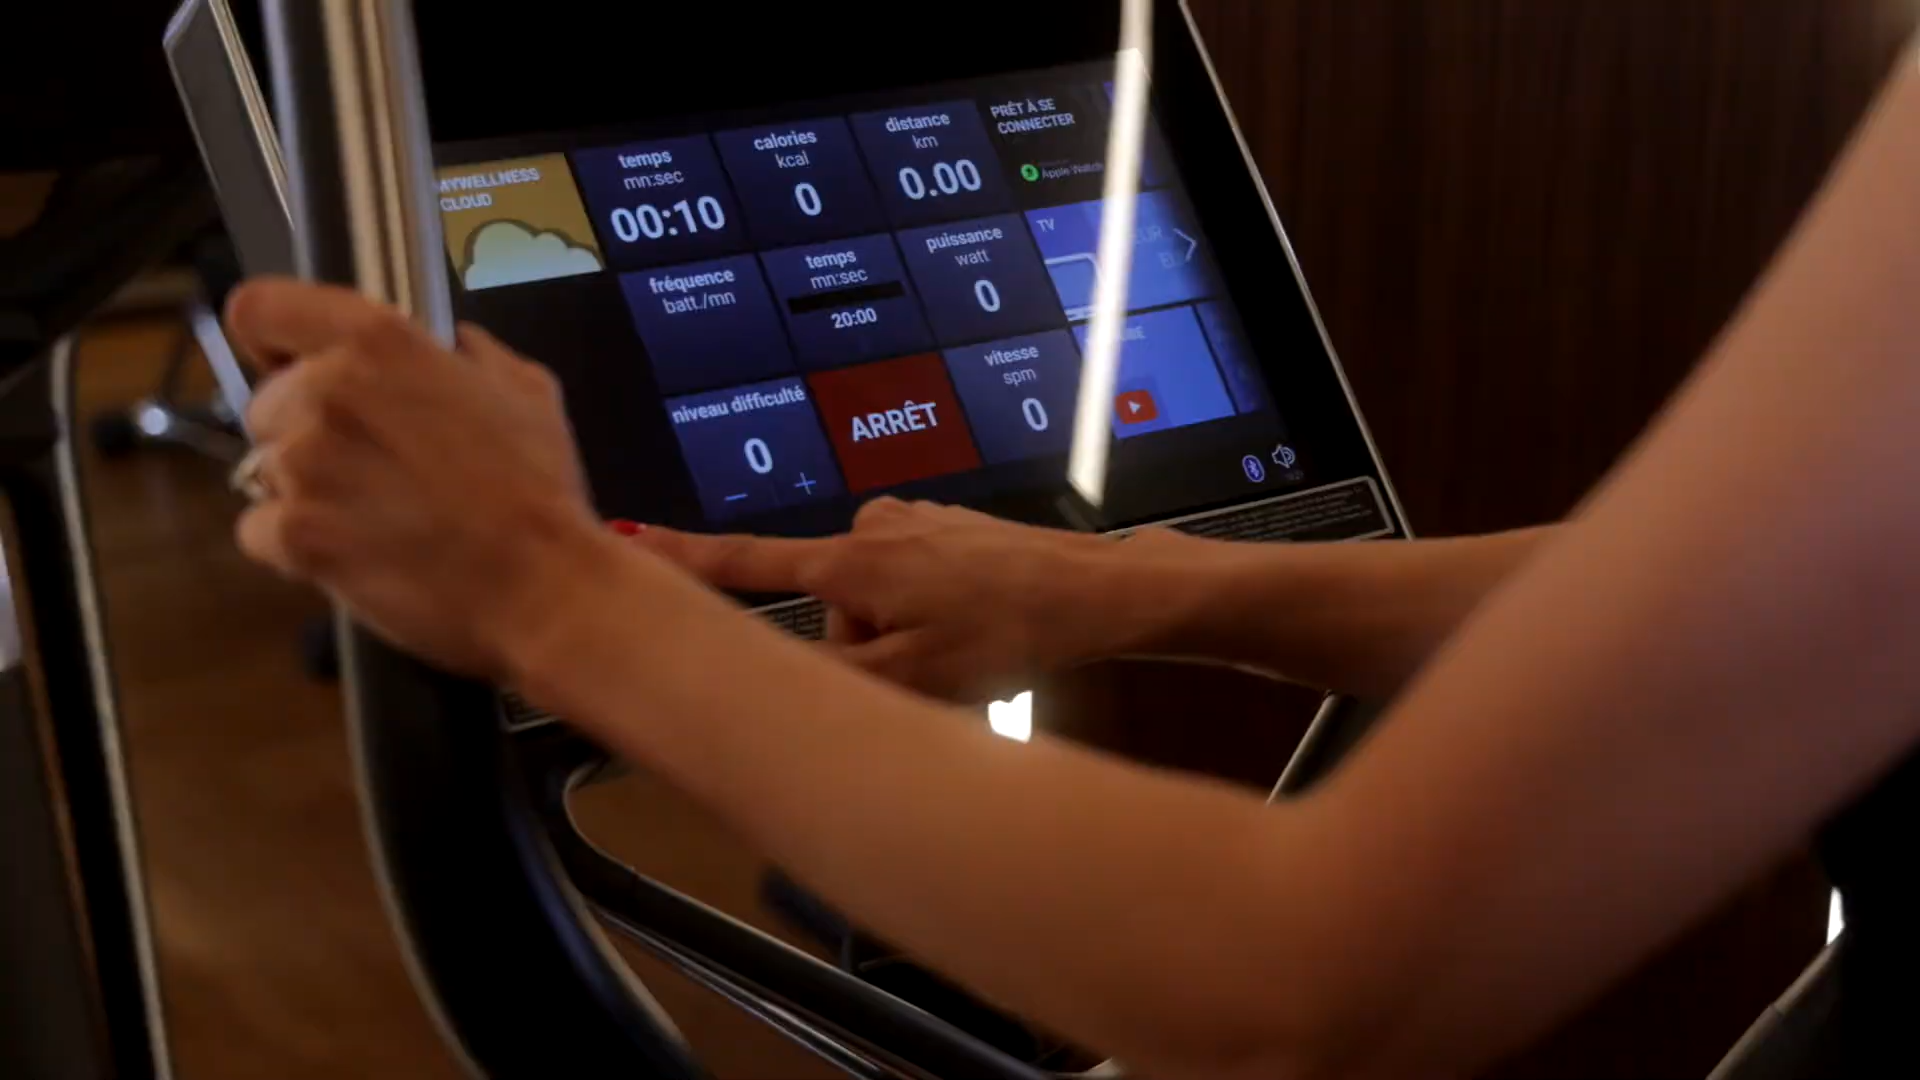 MYWELLNESS
CLOUD
temps
mn:sec
00:10
calories
kcal
0
distance
km
0.00
PRÊT À SE
CONNECTER
Apple Watch
fréquence
batt./mn
temps
mn:sec
20:00
puissance
watt
0
TV
niveau difficulté
0
− +
ARRÊT
vitesse
spm
0